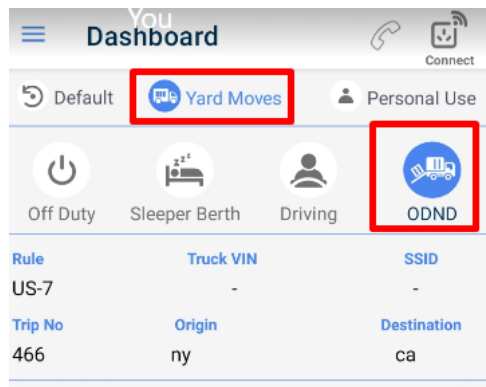 You
Dashboard
Connect
Default Yard Moves Personal Use
zzz
Off Duty Sleeper Berth Driving ODND
Rule Truck VIN SSID
US-7 - -
Trip No Origin Destination
466 ny ca